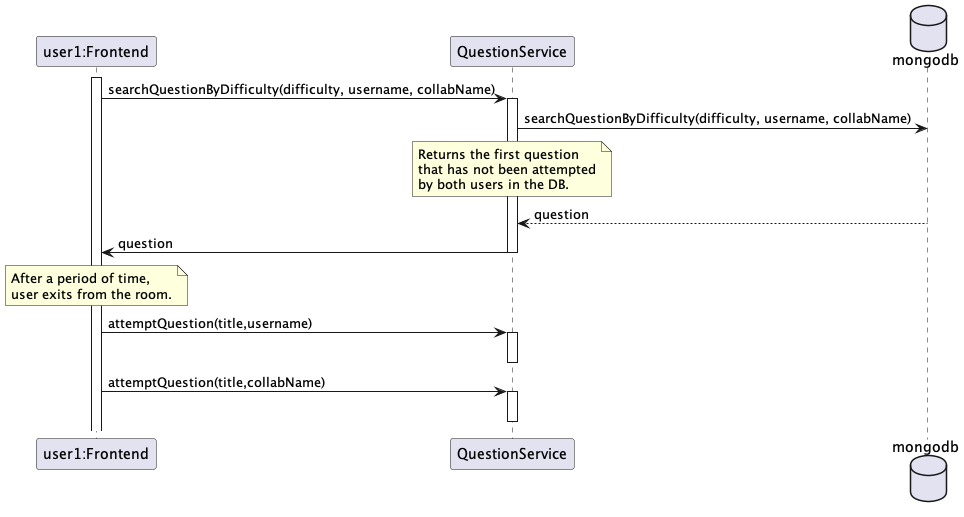 user1:Frontend
QuestionService
mongodb
searchQuestionByDifficulty(difficulty, username, collabName)
searchQuestionByDifficulty(difficulty, username, collabName)
Returns the first question
that has not been attempted
by both users in the DB.
question
question
After a period of time,
user exits from the room.
attemptQuestion(title,username)
attemptQuestion(title,collabName)
user1:Frontend
QuestionService
mongodb